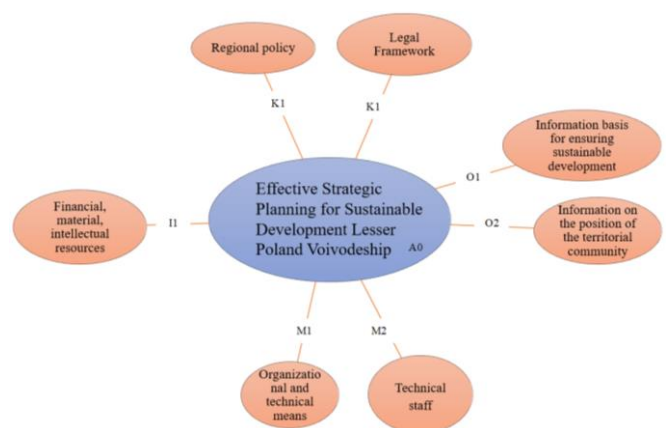 Regional policy
Legal
Framework
K1
K1
Information basis
for ensuring
sustainable
development
O1
Effective Strategic
Planning for Sustainable
Development Lesser
Poland Voivodeship A0
Financial,
material,
intellectual
resources
I1
O2
Information on
the position of
the territorial
community
M1
M2
Organizatio
nal and
technical
means
Technical
staff